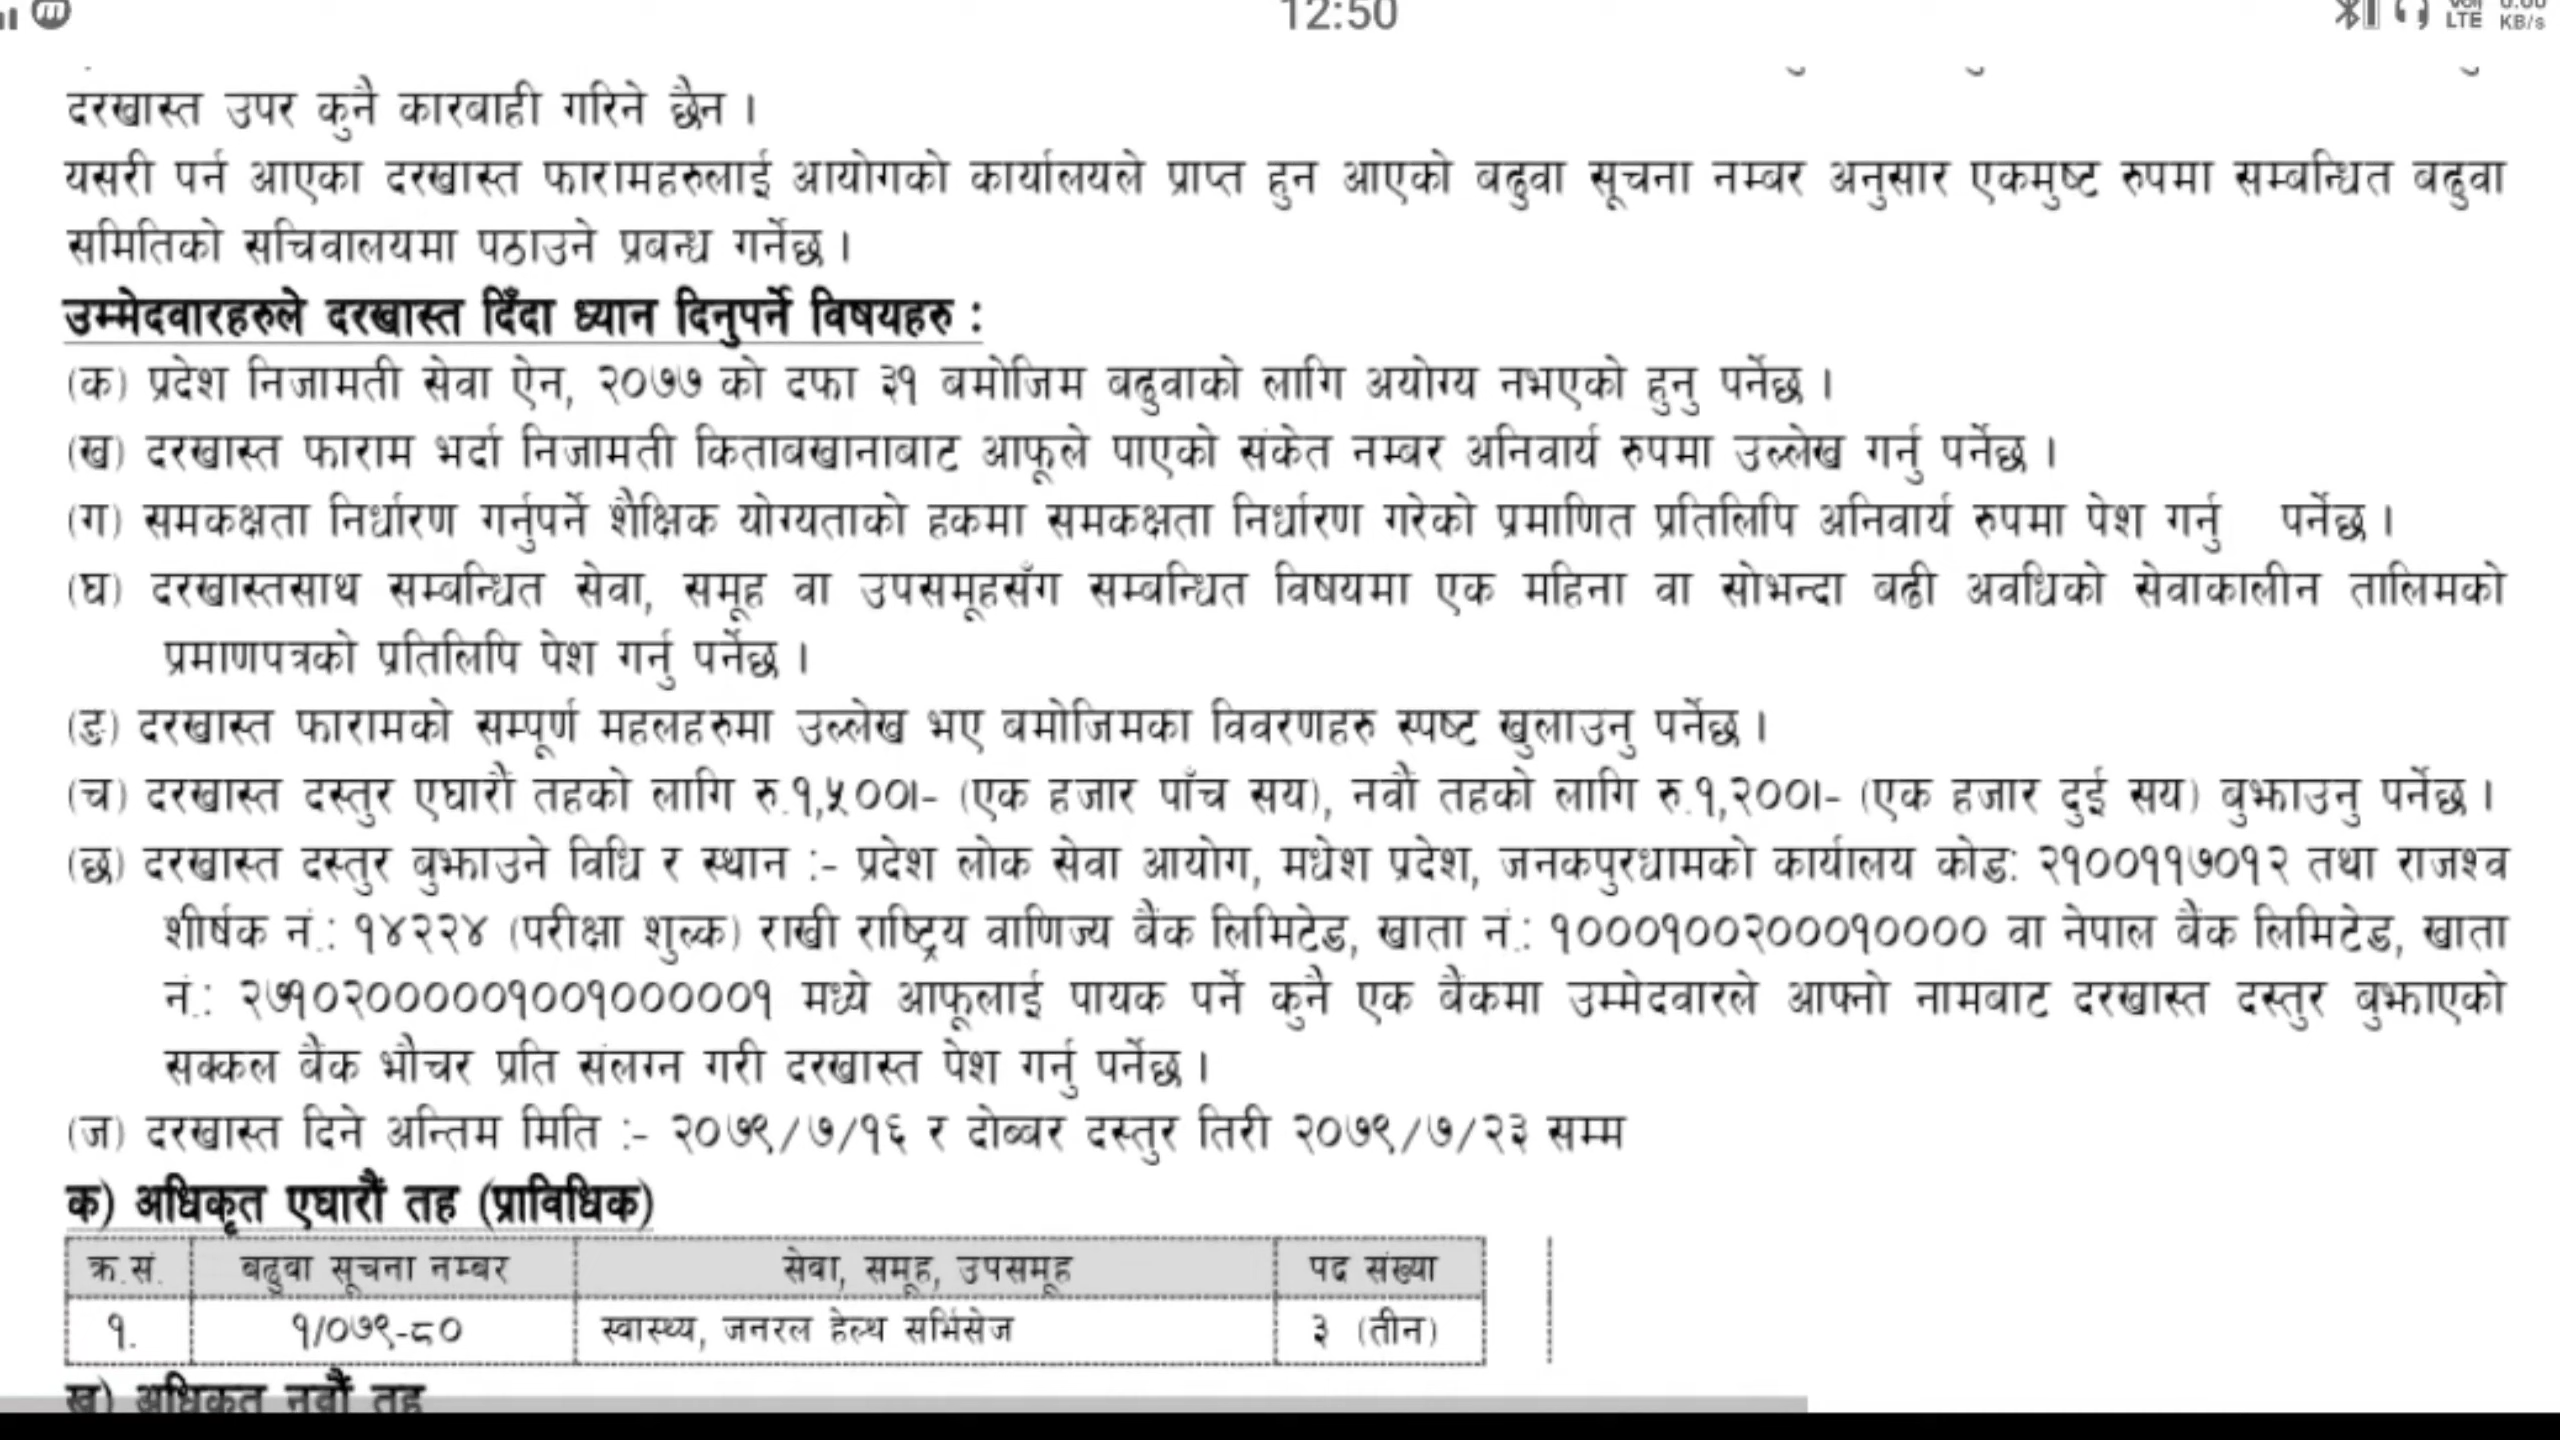 12:50
LTE KB/s
दरखास्त उपर कुनै कारबाही गरिने छैन ।
यसरी पर्न आएका दरखास्त फारामहरुलाई आयोगको कार्यालयले प्राप्त हुन आएको बढुवा सूचना नम्बर अनुसार एकमुष्ट रुपमा सम्बन्धित बढुवा
समितिको सचिवालयमा पठाउने प्रबन्ध गर्नेछ ।
उम्मेदवारहरुले दरखास्त दिँदा ध्यान दिनुपर्ने विषयहरु :
(क) प्रदेश निजामती सेवा ऐन, २०७७ को दफा ३१ बमोजिम बढुवाको लागि अयोग्य नभएको हुनु पर्नेछ ।
(ख) दरखास्त फाराम भर्दा निजामती किताबखानाबाट आफूले पाएको संकेत नम्बर अनिवार्य रुपमा उल्लेख गर्नु पर्नेछ ।
(ग) समकक्षता निर्धारण गर्नुपर्ने शैक्षिक योग्यताको हकमा समकक्षता निर्धारण गरेको प्रमाणित प्रतिलिपि अनिवार्य रुपमा पेश गर्नु पर्नेछ ।
(घ) दरखास्तसाथ सम्बन्धित सेवा, समूह वा उपसमूहसँग सम्बन्धित विषयमा एक महिना वा सोभन्दा बढी अवधिको सेवाकालीन तालिमको
प्रमाणपत्रको प्रतिलिपि पेश गर्नु पर्नेछ ।
(ङ) दरखास्त फारामको सम्पूर्ण महलहरुमा उल्लेख भए बमोजिमका विवरणहरु स्पष्ट खुलाउनु पर्नेछ ।
(च) दरखास्त दस्तुर एघारौं तहको लागि रु.१,५००।- (एक हजार पाँच सय), नवौं तहको लागि रु.१,२००।- (एक हजार दुई सय) बुझाउनु पर्नेछ ।
(छ) दरखास्त दस्तुर बुझाउने विधि र स्थान :- प्रदेश लोक सेवा आयोग, मधेश प्रदेश, जनकपुरधामको कार्यालय कोड: २१००११७०१२ तथा राजश्व
शीर्षक नं.: १४२२४ (परीक्षा शुल्क) राखी राष्ट्रिय वाणिज्य बैंक लिमिटेड, खाता नं.: १०००१००२०००१०००० वा नेपाल बैंक लिमिटेड, खाता
नं.: २७१०२०००००१००१०००००१ मध्ये आफूलाई पायक पर्ने कुनै एक बैंकमा उम्मेदवारले आफ्नो नामबाट दरखास्त दस्तुर बुझाएको
सक्कल बैंक भौचर प्रति संलग्न गरी दरखास्त पेश गर्नु पर्नेछ ।
(ज) दरखास्त दिने अन्तिम मिति :- २०७९/७/१६ र दोब्बर दस्तुर तिरी २०७९/७/२३ सम्म
क) अधिकृत एघारौं तह (प्राविधिक)
क्र.सं. बढुवा सूचना नम्बर सेवा, समूह, उपसमूह पद संख्या
१. १/०७९-८० स्वास्थ्य, जनरल हेल्थ सर्भिसेज ३ (तीन)
ख) अधिकृत नवौं तह